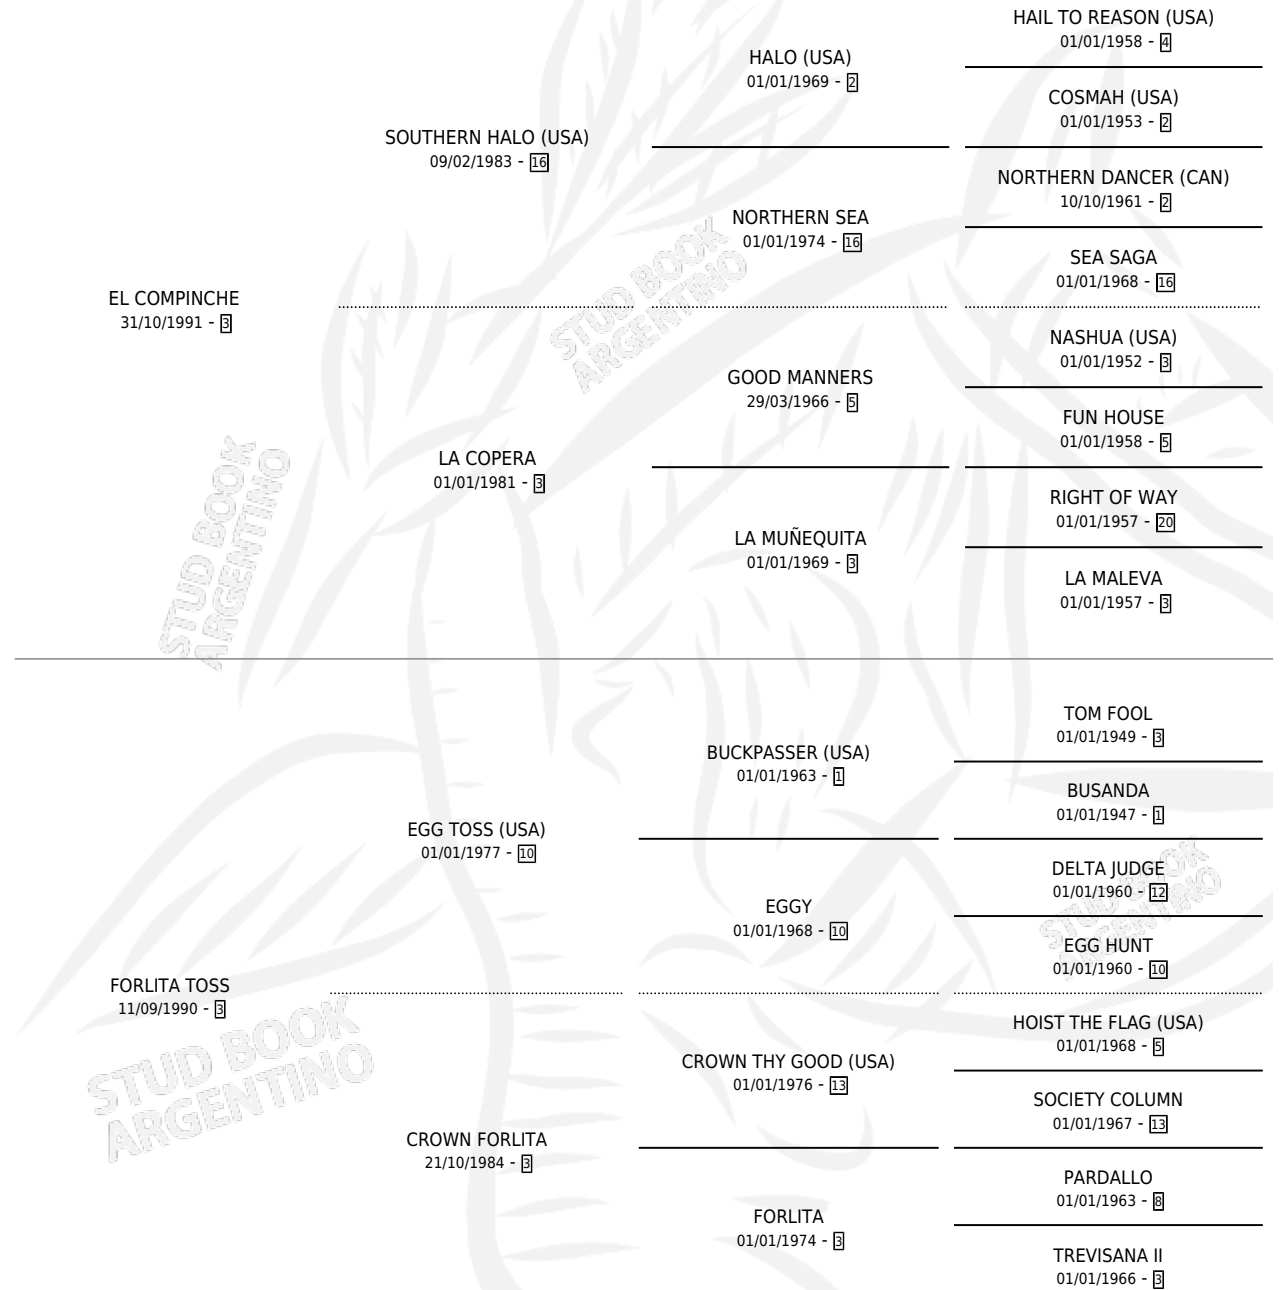 HAIL TO REASON (USA)
01/01/1958 - 4
HALO (USA)
01/01/1969 - 2
COSMAH (USA)
01/01/1953 - 2
SOUTHERN HALO (USA)
09/02/1983 - 16
NORTHERN DANCER (CAN)
10/10/1961 - 2
NORTHERN SEA
01/01/1974 - 16
SEA SAGA
01/01/1968 - 16
EL COMPINCHE
31/10/1991 - 3
NASHUA (USA)
01/01/1952 - 3
GOOD MANNERS
29/03/1966 - 5
FUN HOUSE
01/01/1958 - 5
LA COPERA
01/01/1981 - 3
RIGHT OF WAY
01/01/1957 - 20
LA MUÑEQUITA
01/01/1969 - 3
LA MALEVA
01/01/1957 - 3
TOM FOOL
01/01/1949 - 3
BUCKPASSER (USA)
01/01/1963 - 1
BUSANDA
01/01/1947 - 1
EGG TOSS (USA)
01/01/1977 - 10
DELTA JUDGE
01/01/1960 - 12
EGGY
01/01/1968 - 10
EGG HUNT
01/01/1960 - 10
FORLITA TOSS
11/09/1990 - 3
HOIST THE FLAG (USA)
01/01/1968 - 5
CROWN THY GOOD (USA)
01/01/1976 - 13
SOCIETY COLUMN
01/01/1967 - 13
CROWN FORLITA
21/10/1984 - 3
PARDALLO
01/01/1963 - 8
FORLITA
01/01/1974 - 3
TREVISANA II
01/01/1966 - 3
STUD BOOK
ARGENTINO
STUD BOOK
ARGENTINO
STUD BOOK
ARGENTINO
STUD BOOK
ARGENTINO